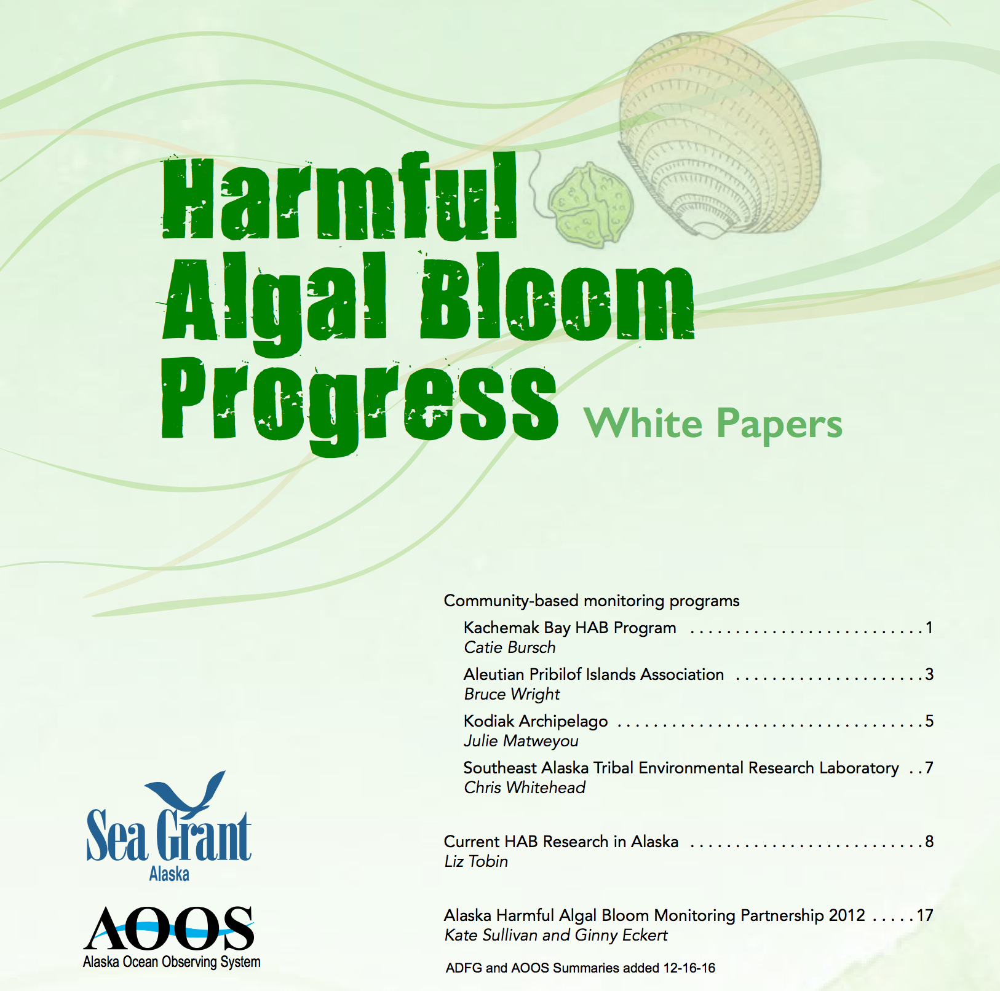 Harmful
Algal Bloom
Progress White Papers
Community-based monitoring programs
Kachemak Bay HAB Program . . . . . . . . . . . . . . . . . . . . . . . . . . 1
Catie Bursch
Aleutian Pribilof Islands Association . . . . . . . . . . . . . . . . . . . . . 3
Bruce Wright
Kodiak Archipelago . . . . . . . . . . . . . . . . . . . . . . . . . . . . . . . . . . 5
Julie Matweyou
Southeast Alaska Tribal Environmental Research Laboratory . . 7
Chris Whitehead
Current HAB Research in Alaska . . . . . . . . . . . . . . . . . . . . . . . . . . 8
Liz Tobin
Alaska Harmful Algal Bloom Monitoring Partnership 2012 . . . . . 17
Kate Sullivan and Ginny Eckert
ADFG and AOOS Summaries added 12-16-16
Sea Grant
Alaska
AOOS
Alaska Ocean Observing System